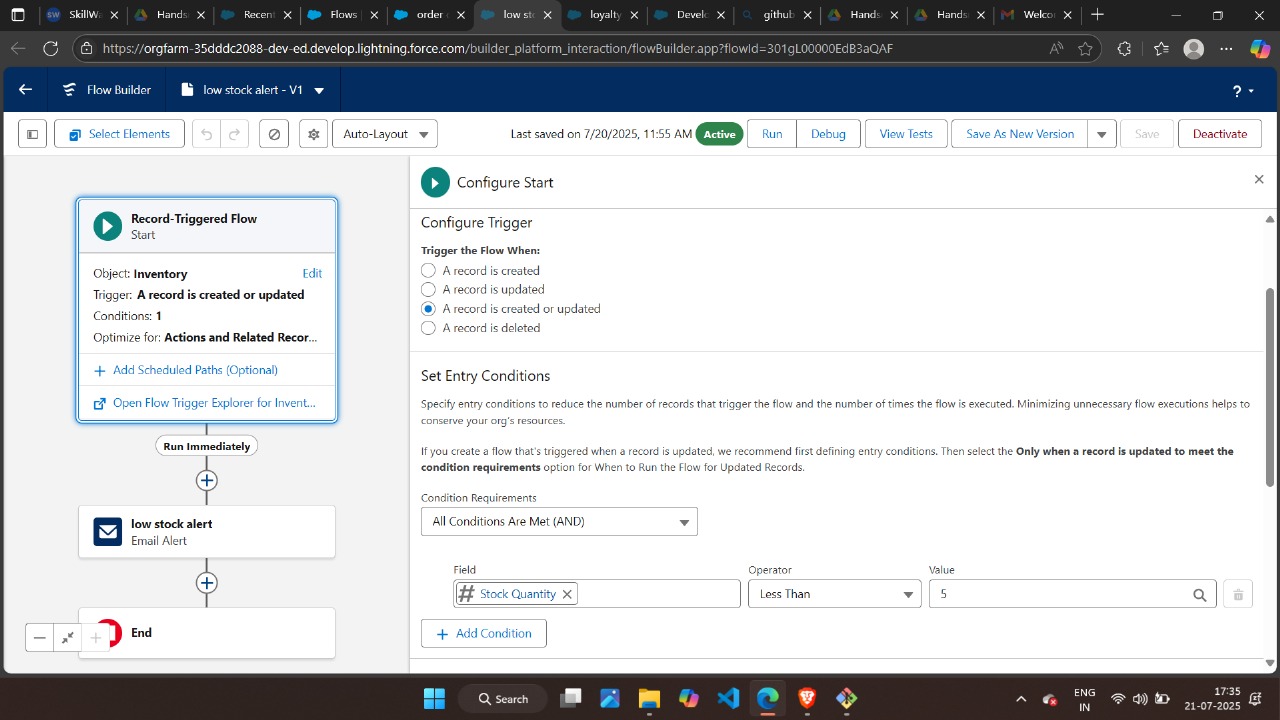 SkillWa
Hands
Recent
Flows
order
low st
loyalty
Develo
github
Hands
Hands
Welco
https://orgfarm-35dddc2088-dev-ed.develop.lightning.force.com/builder_platform_interaction/flowBuilder.app?flowId=301gL00000EdB3aQAF
Flow Builder
low stock alert - V1
?
Select Elements
Auto-Layout
Last saved on 7/20/2025, 11:55 AM
Active
Run
Debug
View Tests
Save As New Version
Save
Deactivate
Record-Triggered Flow
Start
Object: Inventory
Edit
Trigger: A record is created or updated
Conditions: 1
Optimize for: Actions and Related Recor...
Add Scheduled Paths (Optional)
Open Flow Trigger Explorer for Invent...
Run Immediately
low stock alert
Email Alert
End
Configure Start
Configure Trigger
Trigger the Flow When:
A record is created
A record is updated
A record is created or updated
A record is deleted
Set Entry Conditions
Specify entry conditions to reduce the number of records that trigger the flow and the number of times the flow is executed. Minimizing unnecessary flow executions helps to
conserve your org's resources.
If you create a flow that's triggered when a record is updated, we recommend first defining entry conditions. Then select the Only when a record is updated to meet the
condition requirements option for When to Run the Flow for Updated Records.
Condition Requirements
All Conditions Are Met (AND)
Field
Operator
Value
Stock Quantity
Less Than
5
Add Condition
Search
ENG
IN
17:35
21-07-2025